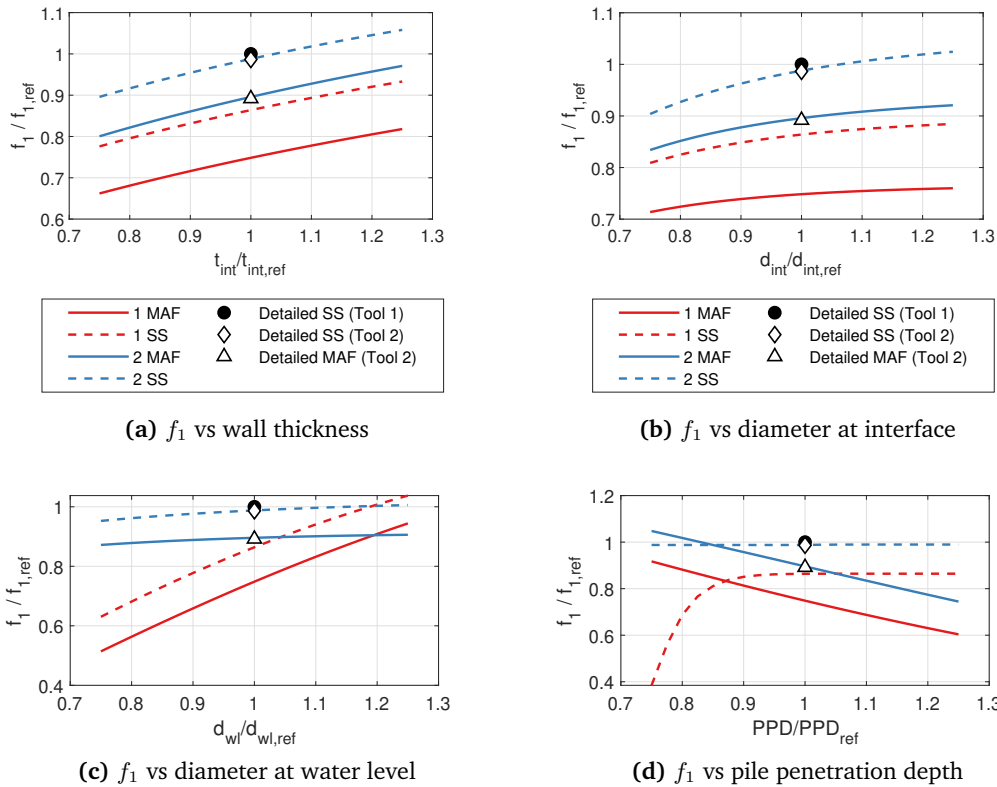 1.1
1
0.9
0.8
0.7
0.6
f1 / f1,ref
0.7 0.8 0.9 1 1.1 1.2 1.3
tint/tint,ref
1 MAF
1 SS
2 MAF
2 SS
Detailed SS (Tool 1)
Detailed SS (Tool 2)
Detailed MAF (Tool 2)
(a) f1 vs wall thickness
1.1
1
0.9
0.8
0.7
f1 / f1,ref
0.7 0.8 0.9 1 1.1 1.2 1.3
dint/dint,ref
1 MAF
1 SS
2 MAF
2 SS
Detailed SS (Tool 1)
Detailed SS (Tool 2)
Detailed MAF (Tool 2)
(b) f1 vs diameter at interface
1
0.8
0.6
0.4
f1 / f1,ref
0.7 0.8 0.9 1 1.1 1.2 1.3
dwl/dwl,ref
(c) f1 vs diameter at water level
1.2
1
0.8
0.6
0.4
f1 / f1,ref
0.7 0.8 0.9 1 1.1 1.2 1.3
PPD/PPDref
(d) f1 vs pile penetration depth